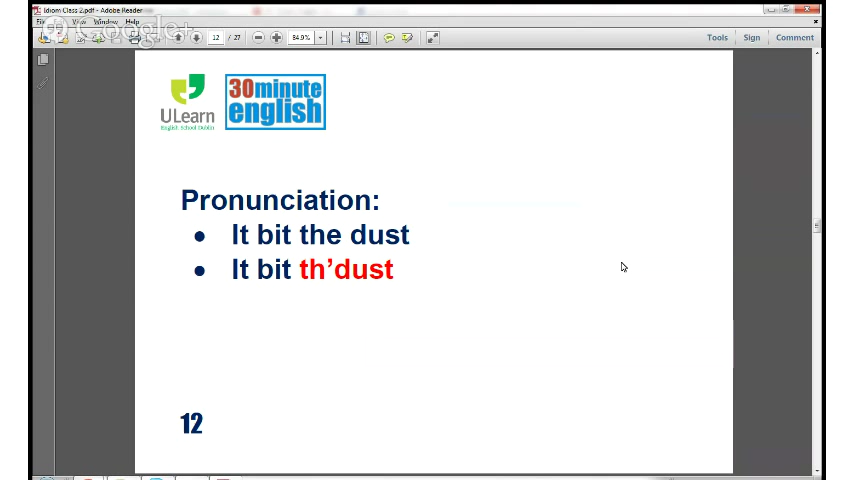 Idiom Class 2.pdf - Adobe Reader
View Window Help
Google+
12 / 27
84.9%
Tools Sign Comment
ULearn
English School Dublin
30minute
english
Pronunciation:
● It bit the dust
● It bit th’dust
12